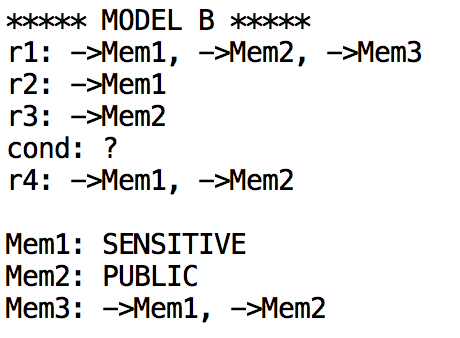 ***** MODEL B *****
r1: ->Mem1, ->Mem2, ->Mem3
r2: ->Mem1
r3: ->Mem2
cond: ?
r4: ->Mem1, ->Mem2
Mem1: SENSITIVE
Mem2: PUBLIC
Mem3: ->Mem1, ->Mem2